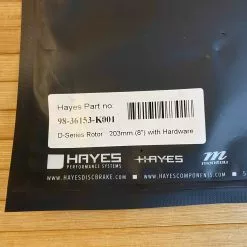 Hayes Part no:
98-36153-K001
D-Series Rotor 203mm (8") with Hardware
HAYES
PERFORMANCE SYSTEMS
HAYES
m
manitou
WWW.HAYESDISCBRAKE.COM
WWW.HAYESCOMPONENTS.COM